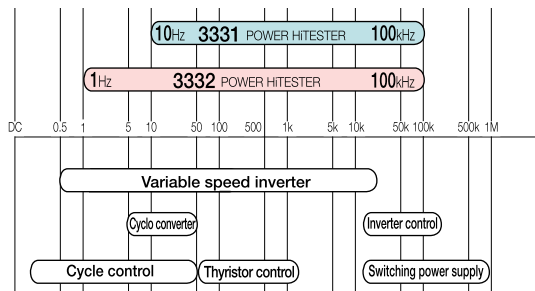 10Hz 3331 POWER HiTESTER 100kHz
1Hz 3332 POWER HiTESTER 100kHz
DC 0.5 1 5 10 50 100 500 1k 5k 10k 50k 100k 500k 1M
Variable speed inverter
Cyclo converter Inverter control
Cycle control Thyristor control Switching power supply